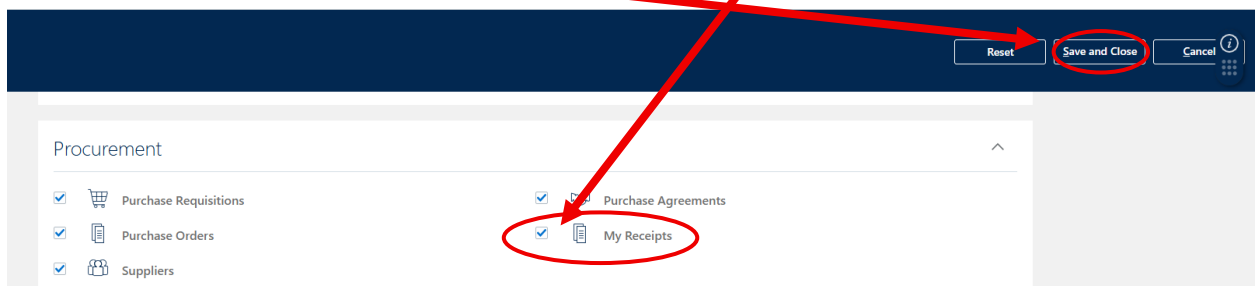 Reset Save and Close Cancel
Procurement
Purchase Requisitions Purchase Agreements
Purchase Orders My Receipts
Suppliers